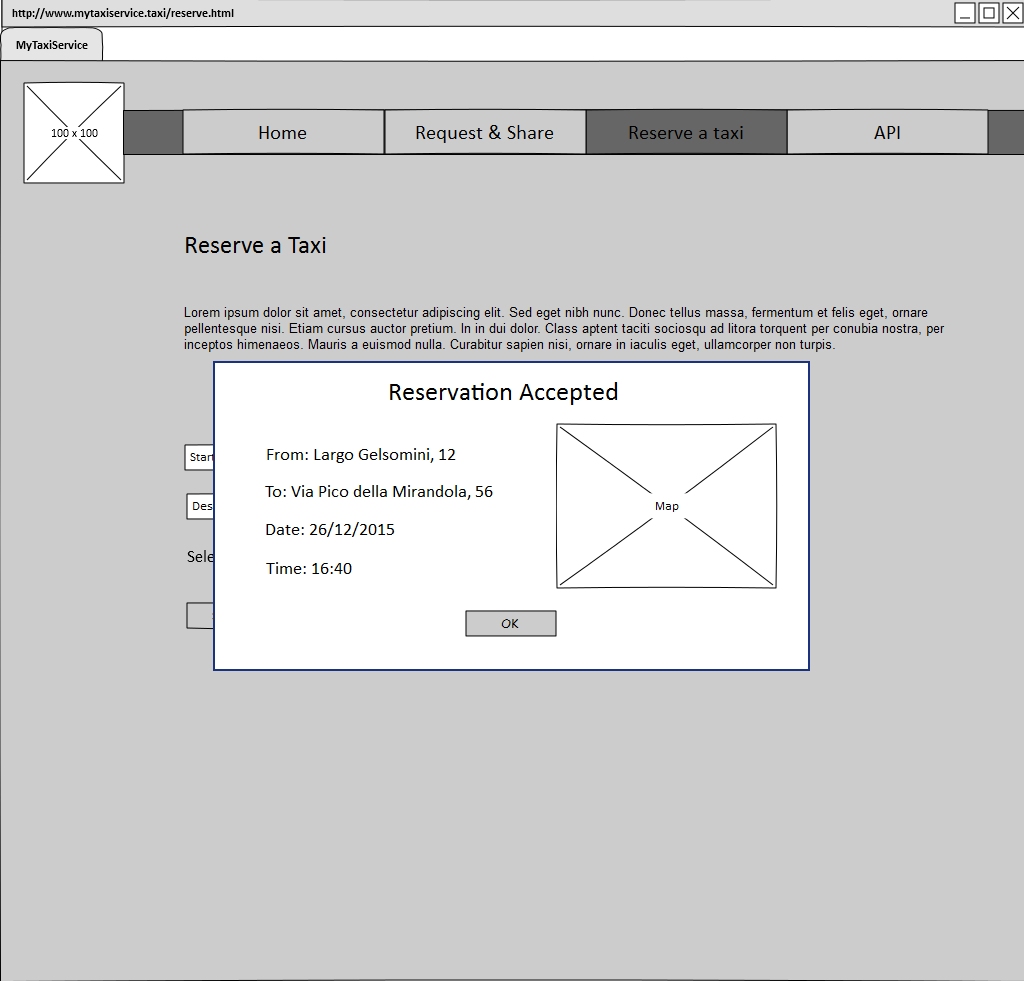 http://www.mytaxiservice.taxi/reserve.html
MyTaxiService
100 x 100
Home
Request & Share
Reserve a taxi
API
Reserve a Taxi
Lorem ipsum dolor sit amet, consectetur adipiscing elit. Sed eget nibh nunc. Donec tellus massa, fermentum et felis eget, ornare
pellentesque nisi. Etiam cursus auctor pretium. In in dui dolor. Class aptent taciti sociosqu ad litora torquent per conubia nostra, per
inceptos himenaeos. Mauris a euismod nulla. Curabitur sapien nisi, ornare in iaculis eget, ullamcorper non turpis.
Reservation Accepted
Start
From: Largo Gelsomini, 12
Des
To: Via Pico della Mirandola, 56
Map
Date: 26/12/2015
Sele
Time: 16:40
OK